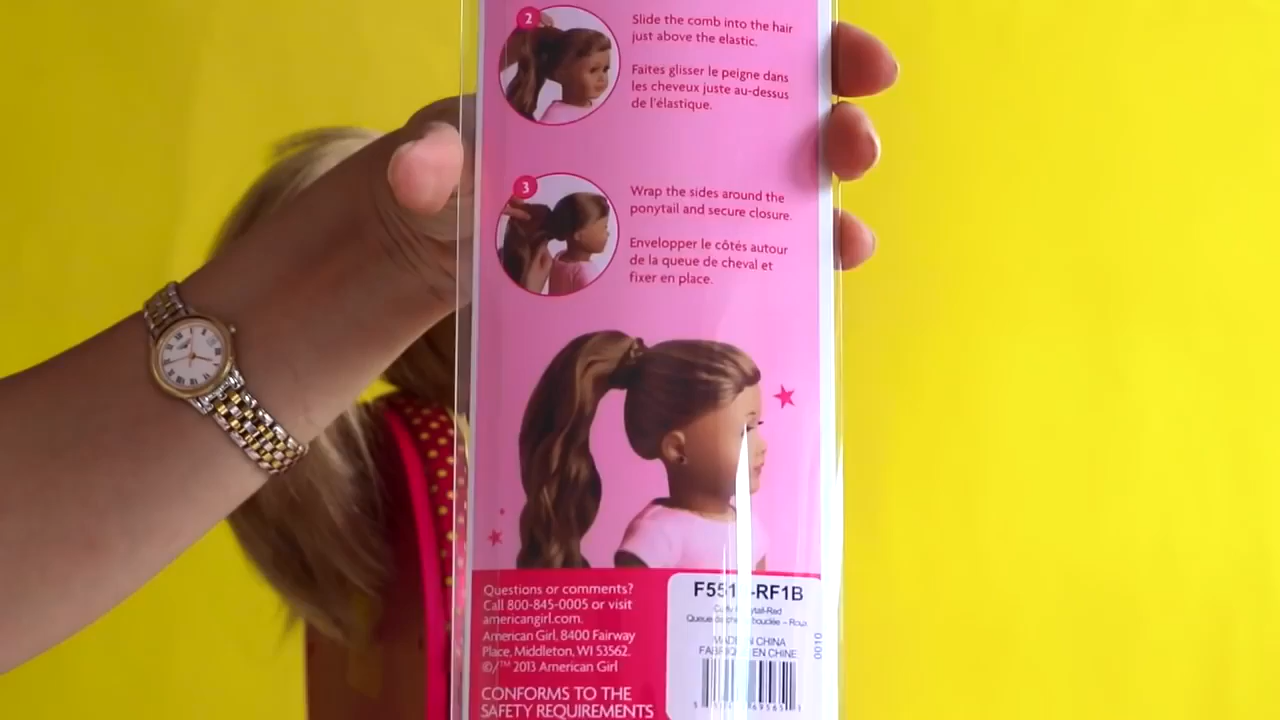 2
Slide the comb into the hair
just above the elastic.
Faites glisser le peigne dans
les cheveux juste au-dessus
de l'élastique.
3
Wrap the sides around the
ponytail and secure closure.
Envelopper le côtés autour
de la queue de cheval et
fixer en place.
Questions or comments?
Call 800-845-0005 or visit
americangirl.com.
American Girl, 8400 Fairway
Place, Middleton, WI 53562.
©/™ 2013 American Girl
CONFORMS TO THE
SAFETY REQUIREMENTS
-RF1B
Queue bouclée –
CHINA
EN CHINE
0010